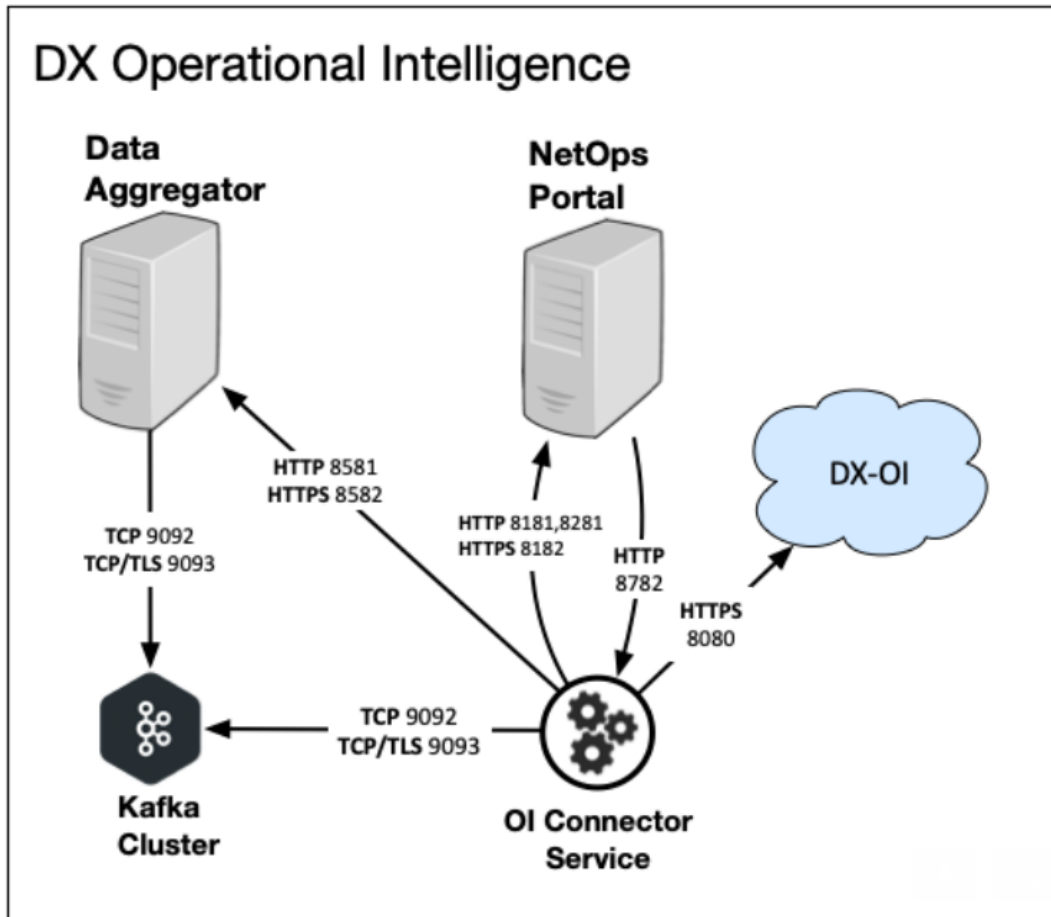 DX Operational Intelligence
Data
Aggregator
NetOps
Portal
HTTP 8581
HTTPS 8582
HTTP 8181,8281
HTTPS 8182
HTTP
8782
DX-OI
TCP 9092
TCP/TLS 9093
HTTPS
8080
TCP 9092
TCP/TLS 9093
Kafka
Cluster
OI Connector
Service